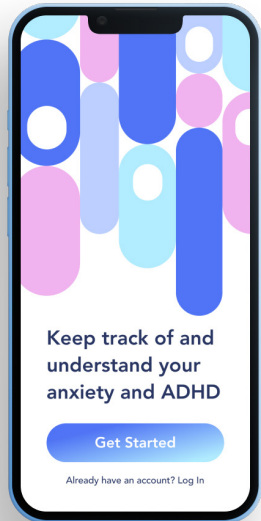 Keep track of and
understand your
anxiety and ADHD
Get Started
Already have an account? Log In